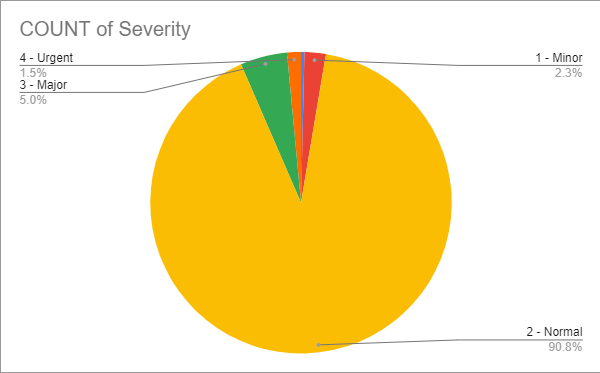 COUNT of Severity
4 - Urgent
1.5%
3 - Major
5.0%
1 - Minor
2.3%
2 - Normal
90.8%